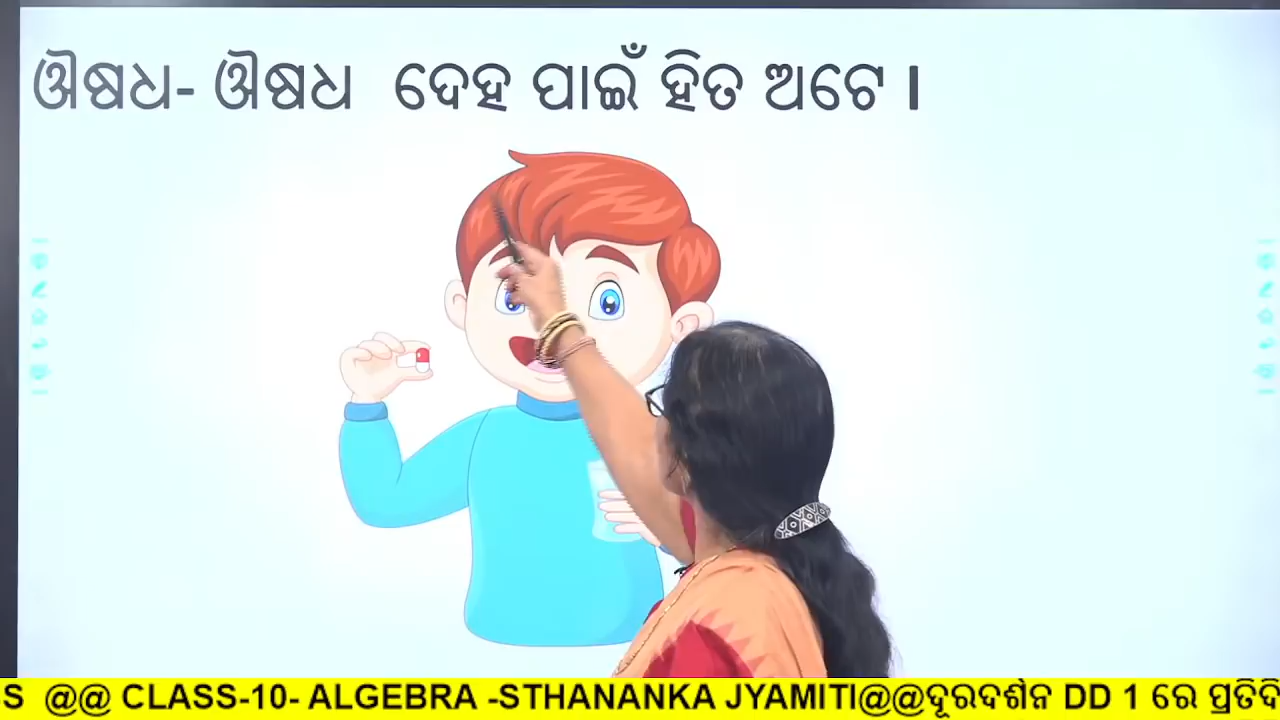 ଔଷଧ- ଔଷଧ ଦେହ ପାଇଁ ହିତ ଅଟେ ।
S @@ CLASS-10- ALGEBRA -STHANANKA JYAMITI@@ଦୂରଦର୍ଶନ DD 1 ରେ